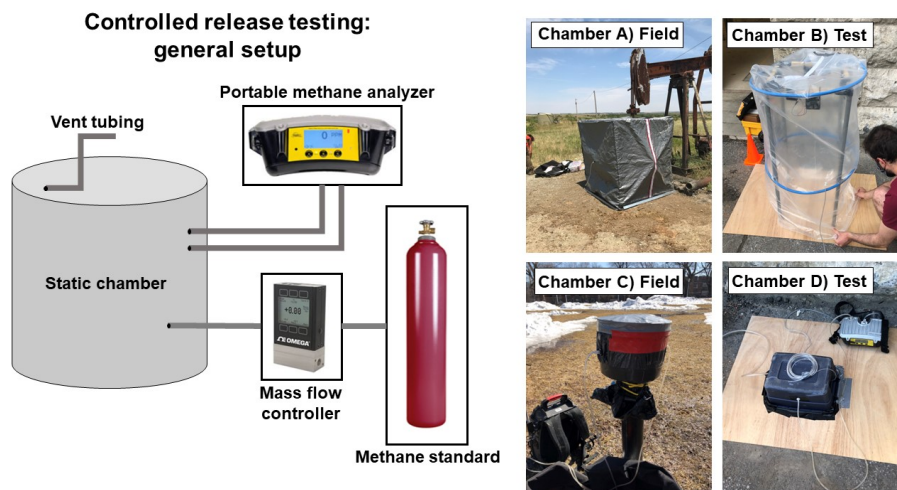 Controlled release testing:
general setup
Portable methane analyzer
Vent tubing
0
Static chamber
+0.00
OMEGA
Mass flow
controller
Methane standard
Chamber A) Field
Chamber B) Test
Chamber C) Field
Chamber D) Test